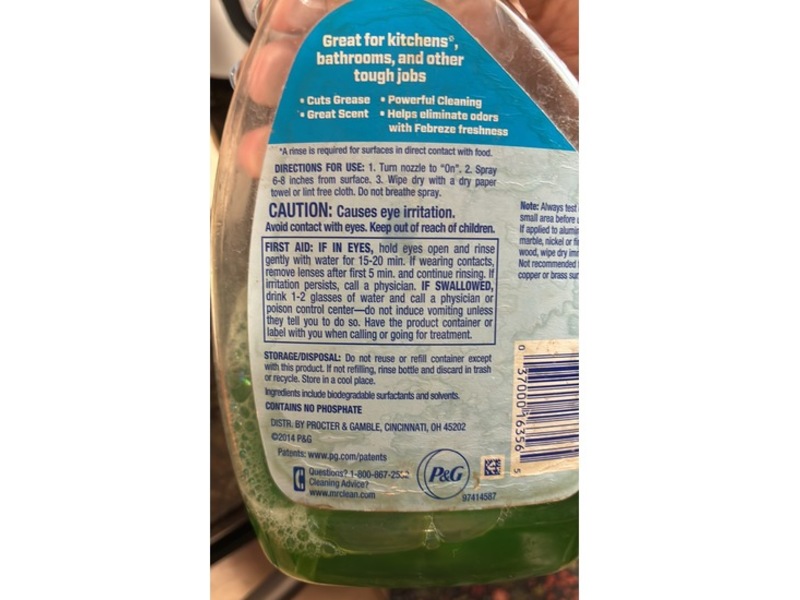 Great for kitchens*,
bathrooms, and other
tough jobs
• Cuts Grease • Powerful Cleaning
• Great Scent • Helps eliminate odors
with Febreze freshness
*A rinse is required for surfaces in direct contact with food.
DIRECTIONS FOR USE: 1. Turn nozzle to "On". 2. Spray
6-8 inches from surface. 3. Wipe dry with a dry paper
towel or lint free cloth. Do not breathe spray.
CAUTION: Causes eye irritation.
Avoid contact with eyes. Keep out of reach of children.
FIRST AID: IF IN EYES, hold eyes open and rinse
gently with water for 15-20 min. If wearing contacts,
remove lenses after first 5 min. and continue rinsing. If
irritation persists, call a physician. IF SWALLOWED,
drink 1-2 glasses of water and call a physician or
poison control center—do not induce vomiting unless
they tell you to do so. Have the product container or
label with you when calling or going for treatment.
STORAGE/DISPOSAL: Do not reuse or refill container except
with this product. If not refilling, rinse bottle and discard in trash
or recycle. Store in a cool place.
Ingredients include biodegradable surfactants and solvents.
CONTAINS NO PHOSPHATE
DISTR. BY PROCTER & GAMBLE, CINCINNATI, OH 45202
©2014 P&G
Patents: www.pg.com/patents
Questions? 1-800-867-2532
Cleaning Advice?
www.mrclean.com
P&G
97414587
Note: Always test
small area before
If applied to
marble, nickel or
wood, wipe dry
Not recommended
copper or brass
0 37000 16356 5